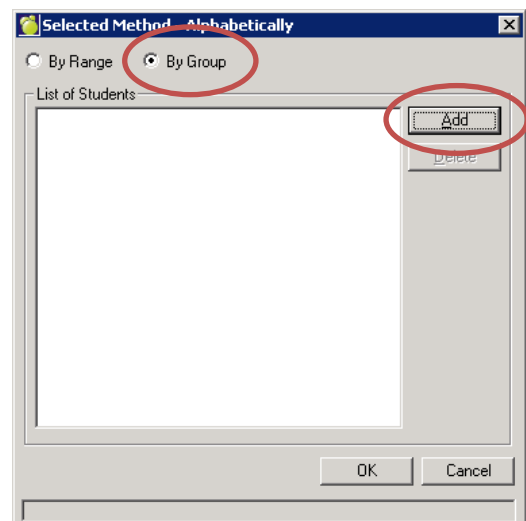 Selected Method - Alphabetically
By Range By Group
List of Students
Add
Delete
OK Cancel